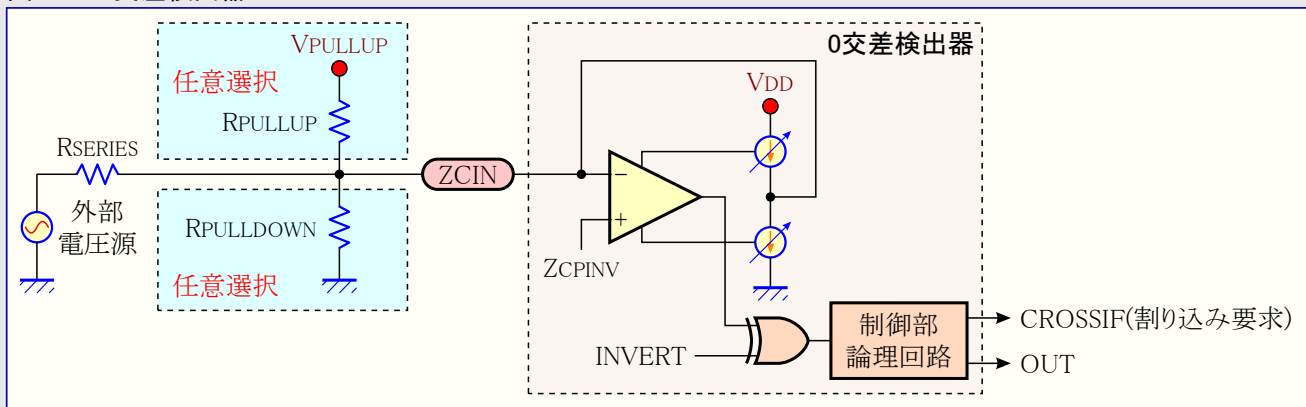 0交差検出器
VPULLUP
任意選択
RPULLUP
VDD
RSERIES
ZCIN
−
+
外部
電圧源
RPULLDOWN
任意選択
ZCPINV
INVERT
制御部
論理回路
CROSSIF(割り込み要求)
OUT